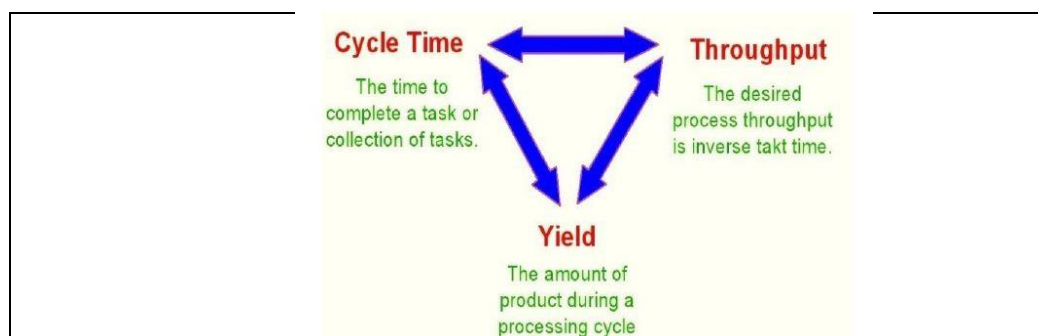 Cycle Time
The time to
complete a task or
collection of tasks.
Throughput
The desired
process throughput
is inverse takt time.
Yield
The amount of
product during a
processing cycle